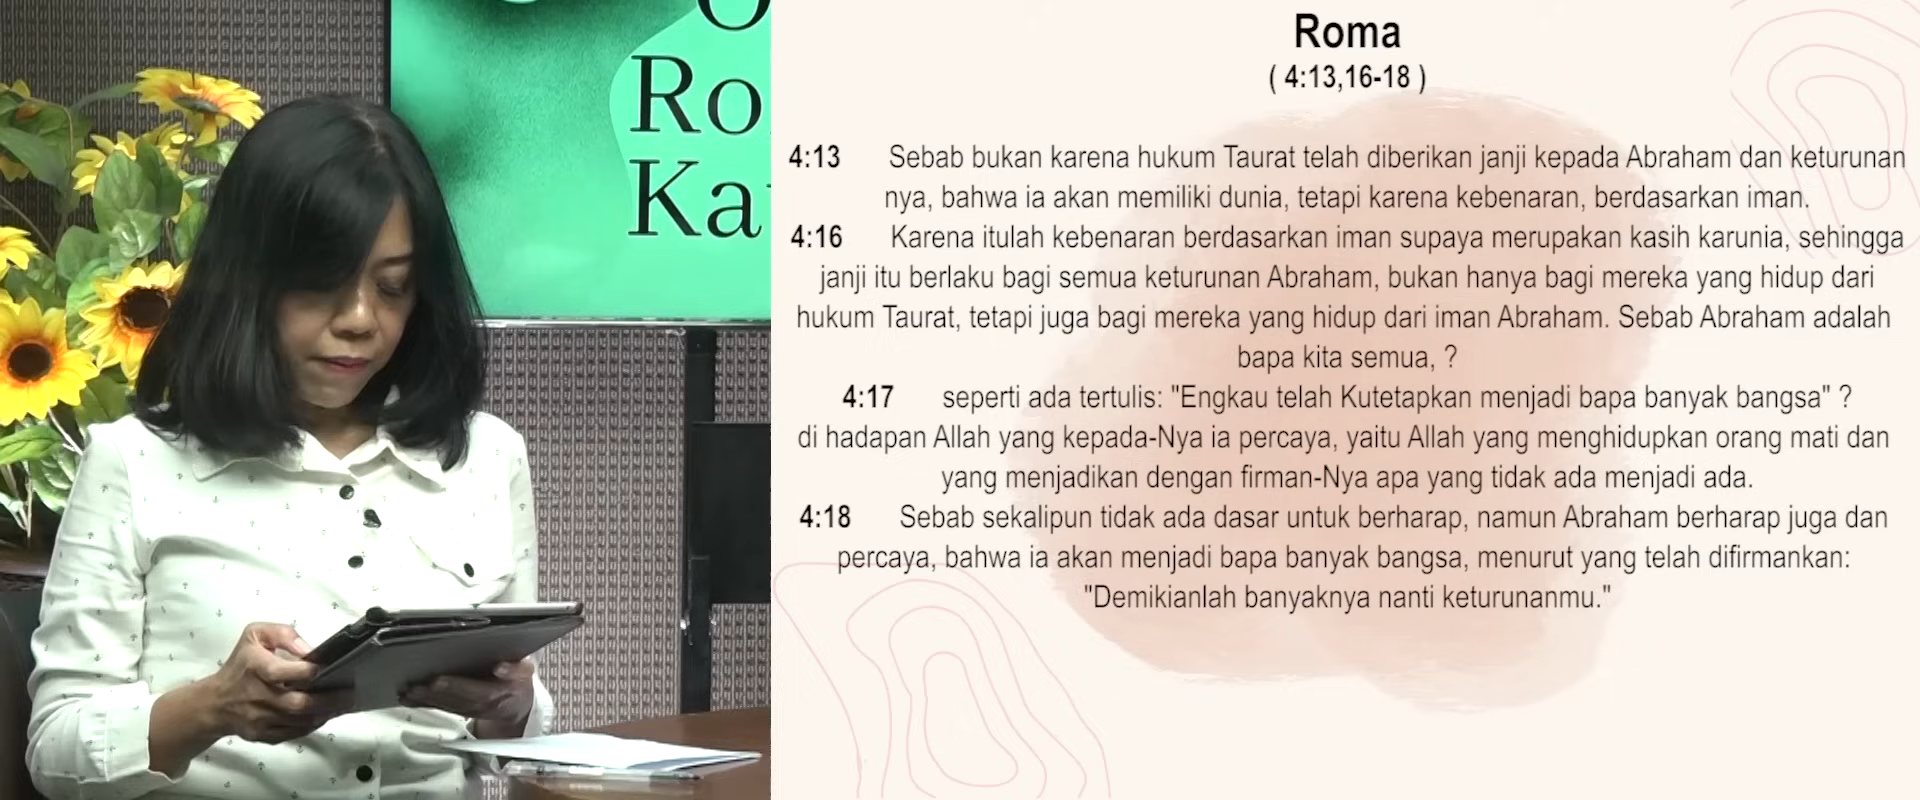 Ro
Ka
Roma
( 4:13,16-18 )
4:13 Sebab bukan karena hukum Taurat telah diberikan janji kepada Abraham dan keturunan
nya, bahwa ia akan memiliki dunia, tetapi karena kebenaran, berdasarkan iman.
4:16 Karena itulah kebenaran berdasarkan iman supaya merupakan kasih karunia, sehingga
janji itu berlaku bagi semua keturunan Abraham, bukan hanya bagi mereka yang hidup dari
hukum Taurat, tetapi juga bagi mereka yang hidup dari iman Abraham. Sebab Abraham adalah
bapa kita semua, ?
4:17 seperti ada tertulis: "Engkau telah Kutetapkan menjadi bapa banyak bangsa" ?
di hadapan Allah yang kepada-Nya ia percaya, yaitu Allah yang menghidupkan orang mati dan
yang menjadikan dengan firman-Nya apa yang tidak ada menjadi ada.
4:18 Sebab sekalipun tidak ada dasar untuk berharap, namun Abraham berharap juga dan
percaya, bahwa ia akan menjadi bapa banyak bangsa, menurut yang telah difirmankan:
"Demikianlah banyaknya nanti keturunanmu."